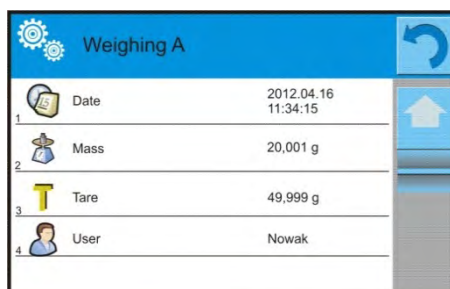 Weighing A
Date 2012.04.16
11:34:15
1
Mass 20,001 g
2
Tare 49,999 g
3
User Nowak
4